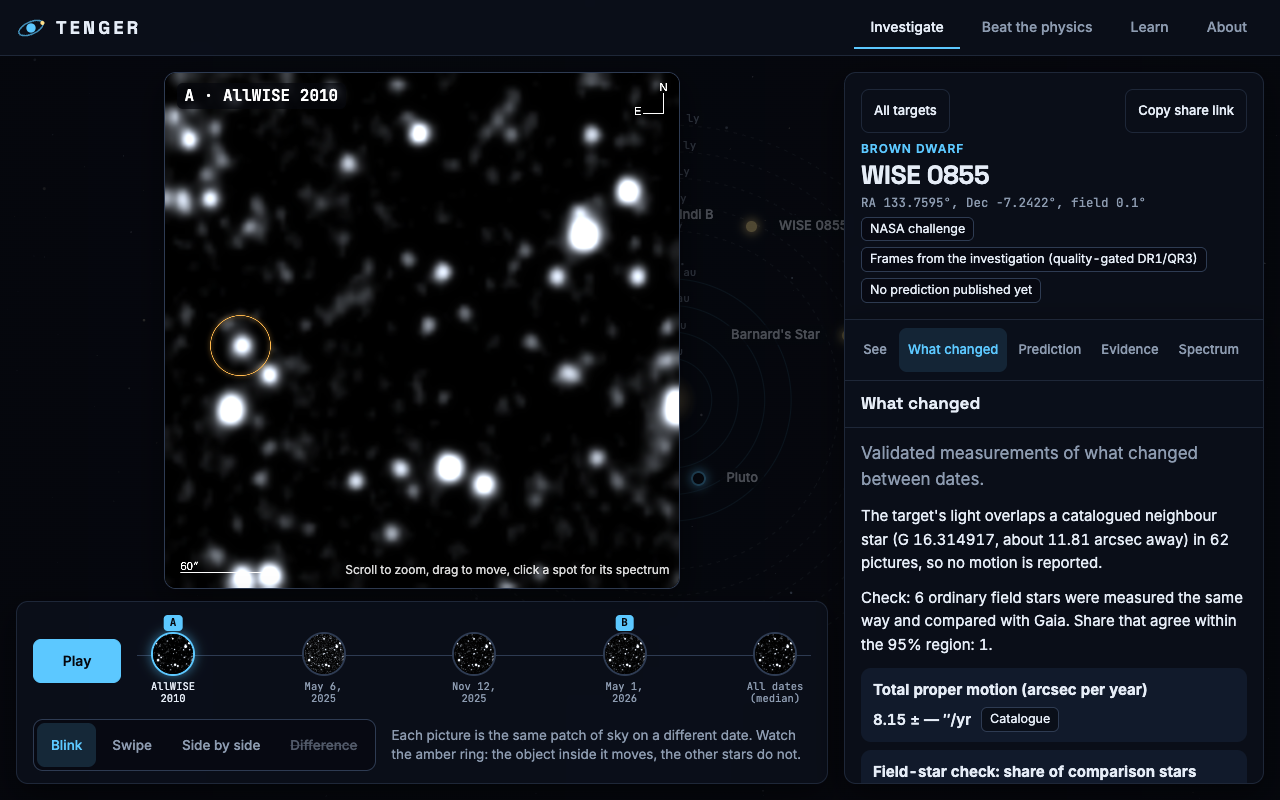 TENGER
Investigate
Beat the physics
Learn
About
A · AllWISE 2010
N
E
60″
Scroll to zoom, drag to move, click a spot for its spectrum
ly
ly
WISE 0855
au
Barnard's Star
Pluto
All targets
Copy share link
BROWN DWARF
WISE 0855
RA 133.7595°, Dec -7.2422°, field 0.1°
NASA challenge
Frames from the investigation (quality-gated DR1/QR3)
No prediction published yet
See
What changed
Prediction
Evidence
Spectrum
What changed
Validated measurements of what changed
between dates.
The target's light overlaps a catalogued neighbour
star (G 16.314917, about 11.81 arcsec away) in 62
pictures, so no motion is reported.
Check: 6 ordinary field stars were measured the same
way and compared with Gaia. Share that agree within
the 95% region: 1.
Total proper motion (arcsec per year)
8.15 ± — ″/yr
Catalogue
Field-star check: share of comparison stars
Play
A
AllWISE
2010
May 6,
2025
Nov 12,
2025
B
May 1,
2026
All dates
(median)
Blink
Swipe
Side by side
Difference
Each picture is the same patch of sky on a different date. Watch
the amber ring: the object inside it moves, the other stars do not.